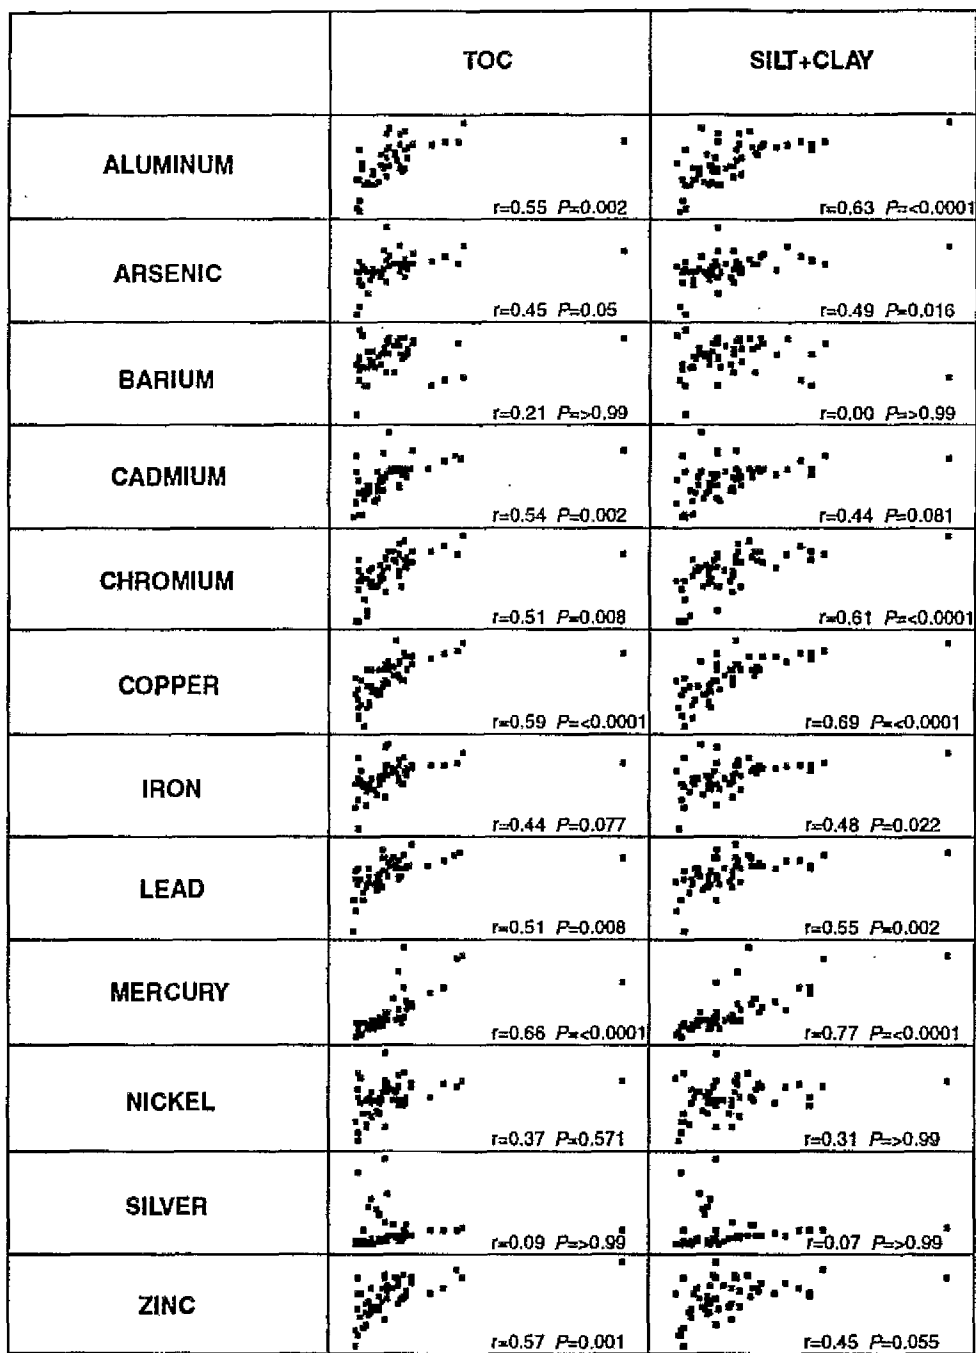 TOC SILT+CLAY
ALUMINUM r=0.55 P=0.002 r=0.63 P=<0.0001
ARSENIC r=0.45 P=0.05 r=0.49 P=0.016
BARIUM r=0.21 P=>0.99 r=0.00 P=>0.99
CADMIUM r=0.54 P=0.002 r=0.44 P=0.081
CHROMIUM r=0.51 P=0.008 r=0.61 P=<0.0001
COPPER r=0.59 P=<0.0001 r=0.69 P=<0.0001
IRON r=0.44 P=0.077 r=0.48 P=0.022
LEAD r=0.51 P=0.008 r=0.55 P=0.002
MERCURY r=0.66 P=<0.0001 r=0.77 P=<0.0001
NICKEL r=0.37 P=0.571 r=0.31 P=>0.99
SILVER r=0.09 P=>0.99 r=0.07 P=>0.99
ZINC r=0.57 P=0.001 r=0.45 P=0.055